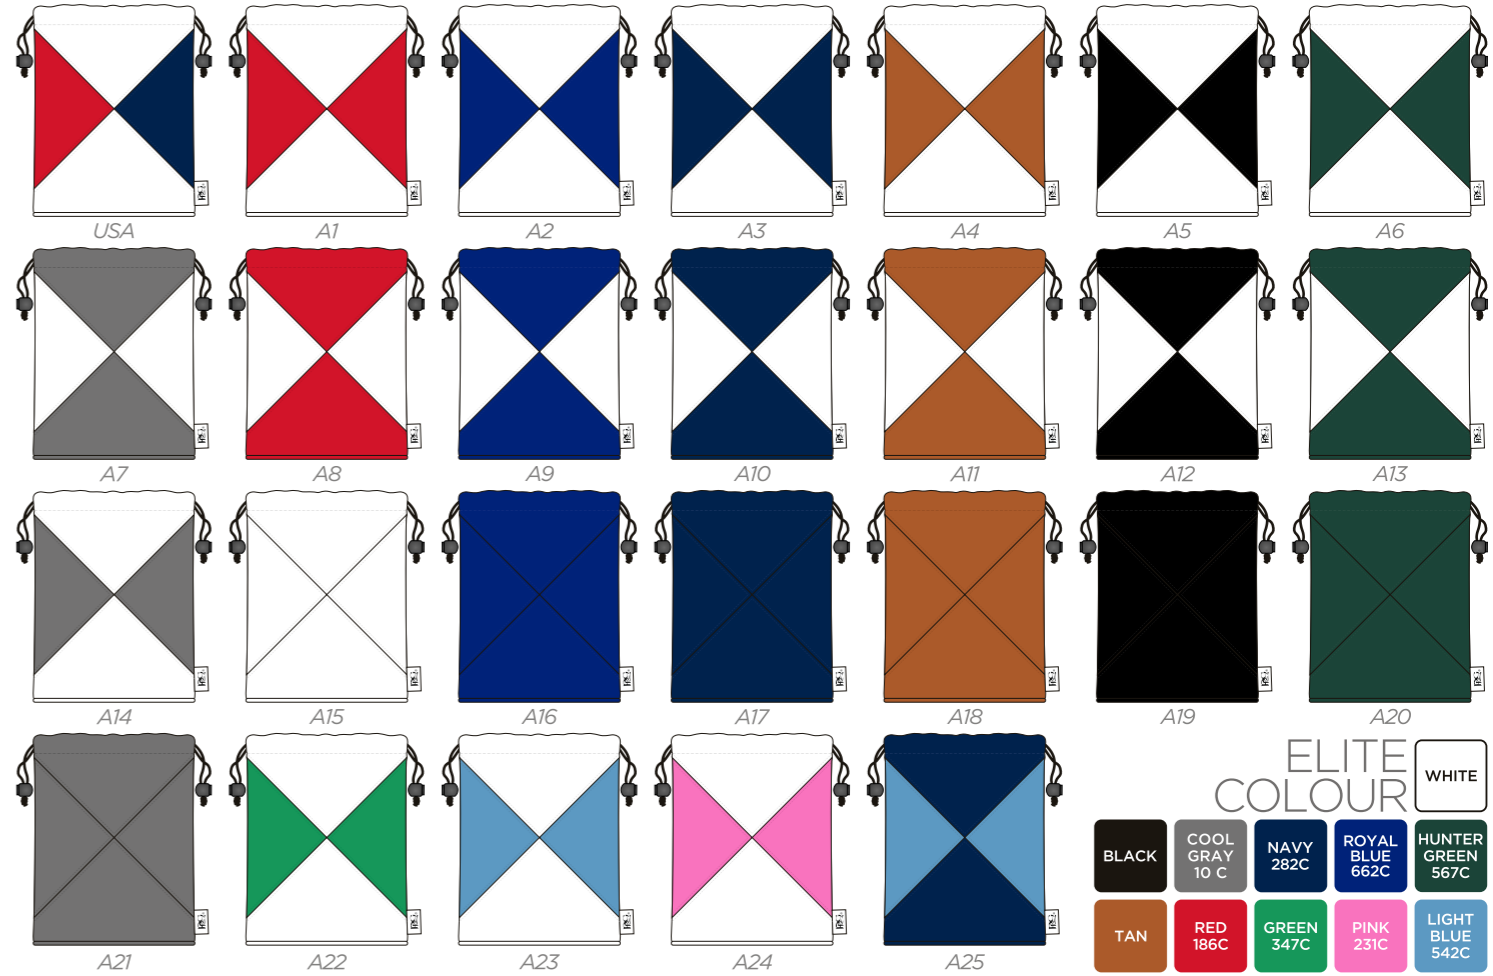 USA
A1
A2
A3
A4
A5
A6
A7
A8
A9
A10
A11
A12
A13
A14
A15
A16
A17
A18
A19
A20
A21
A22
A23
A24
A25
ELITE
COLOUR
WHITE
BLACK
COOL
GRAY
10 C
NAVY
282C
ROYAL
BLUE
662C
HUNTER
GREEN
567C
TAN
RED
186C
GREEN
347C
PINK
231C
LIGHT
BLUE
542C